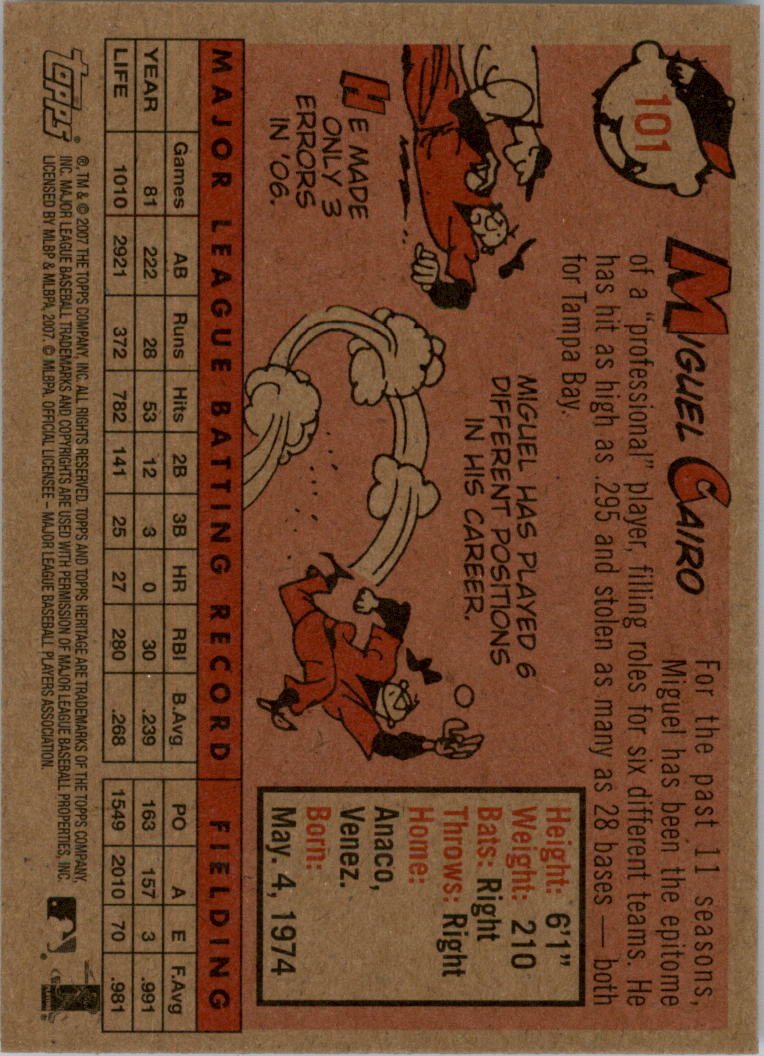 101
MIGUEL CAIRO
For the past 11 seasons,
Miguel has been the epitome
of a "professional" player, filling roles for six different teams. He
has hit as high as .295 and stolen as many as 28 bases — both
for Tampa Bay.
HE MADE
ONLY 3
ERRORS
IN '06.
MIGUEL HAS PLAYED 6
DIFFERENT POSITIONS
IN HIS CAREER.
Height: 6'1"
Weight: 210
Bats: Right
Throws: Right
Home:
Anaco,
Venez.
Born:
May. 4, 1974
MAJOR LEAGUE BATTING RECORD FIELDING
Games AB Runs Hits 2B 3B HR RBI B.Avg PO A E F.Avg
YEAR 81 222 28 53 12 3 0 30 .239 163 157 3 .991
LIFE 1010 2921 372 782 141 25 27 280 .268 1549 2010 70 .981
TOPPS®
®, TM & © 2007 THE TOPPS COMPANY, INC. ALL RIGHTS RESERVED. TOPPS AND TOPPS HERITAGE ARE TRADEMARKS OF THE TOPPS COMPANY,
INC. MAJOR LEAGUE BASEBALL TRADEMARKS AND COPYRIGHTS ARE USED WITH PERMISSION OF MAJOR LEAGUE BASEBALL PROPERTIES, INC.
LICENSED BY MLBP & MLBPA, 2007. © MLBPA. OFFICIAL LICENSEE – MAJOR LEAGUE BASEBALL PLAYERS ASSOCIATION.